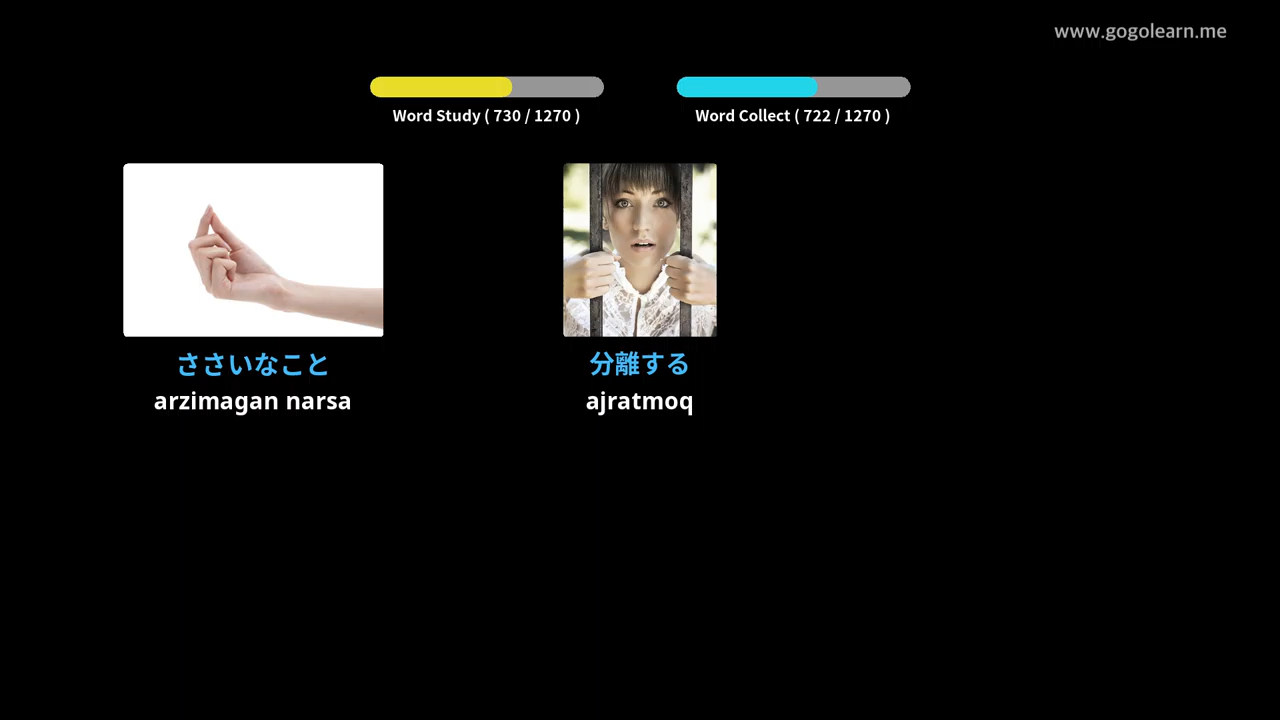 www.gogolearn.me
Word Study ( 730 / 1270 )
Word Collect ( 722 / 1270 )
ささいなこと
arzimagan narsa
分離する
ajratmoq